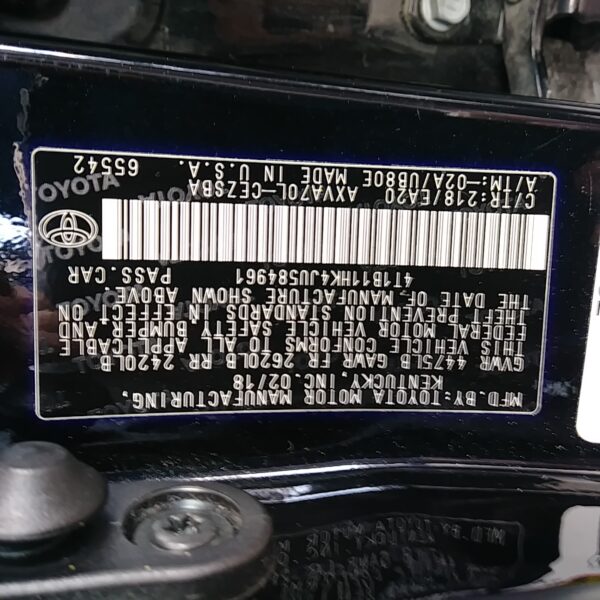 MFD. BY: TOYOTA MOTOR MANUFACTURING,
KENTUCKY, INC. 02/18
GVWR 4475LB GAWR FR 2620LB RR 2420LB
THIS VEHICLE CONFORMS TO ALL APPLICABLE
FEDERAL MOTOR VEHICLE SAFETY, BUMPER AND
THEFT PREVENTION STANDARDS IN EFFECT ON
THE DATE OF MANUFACTURE SHOWN ABOVE.
4T1B11HK4JU584961 PASS. CAR
C/TR:218/EA20 AXVA70L-CEZSBA
A/TM:-02A/UB80E MADE IN U.S.A. 65542
TOYOTA